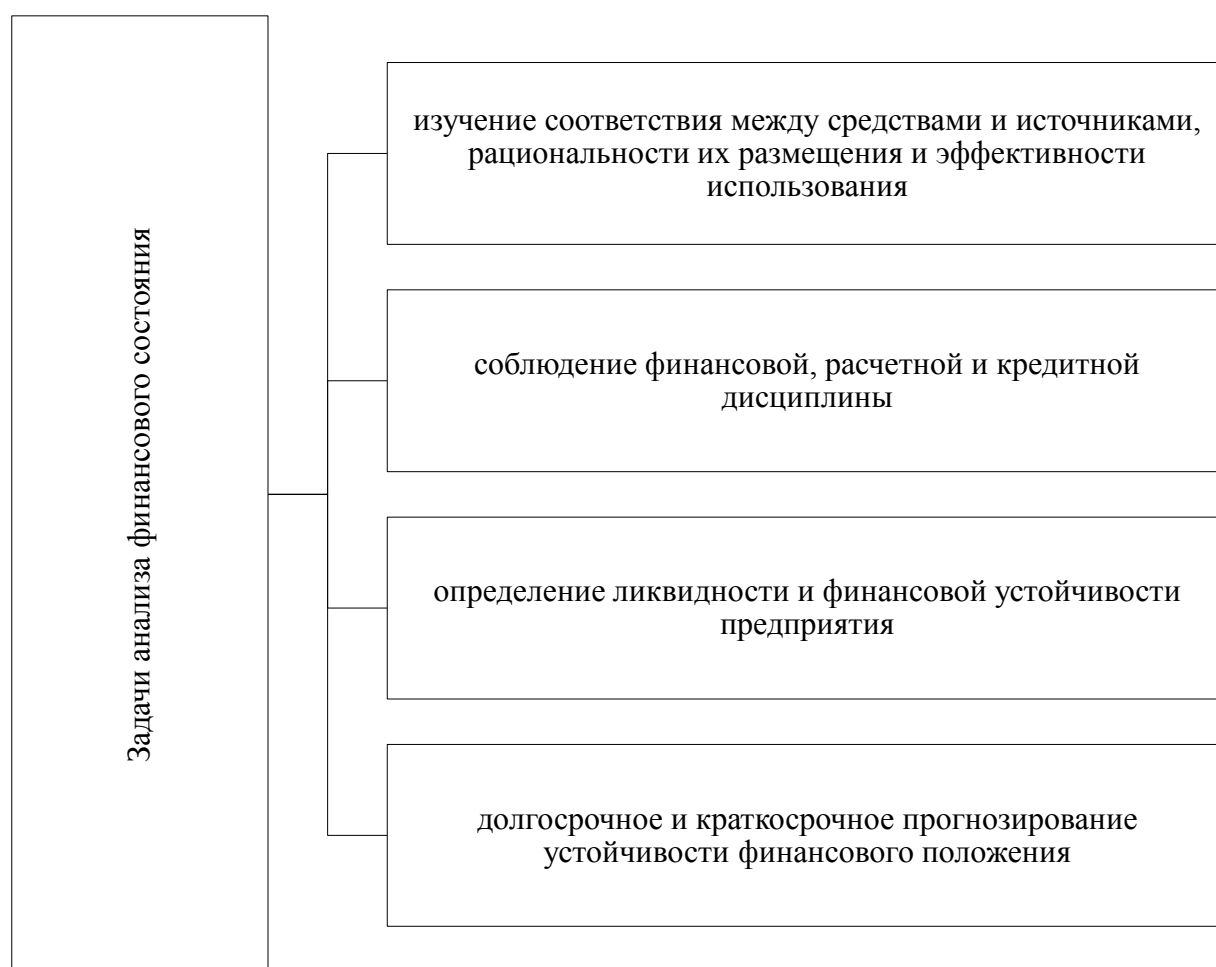 Задачи анализа финансового состояния
изучение соответствия между средствами и источниками,
рациональности их размещения и эффективности
использования
соблюдение финансовой, расчетной и кредитной
дисциплины
определение ликвидности и финансовой устойчивости
предприятия
долгосрочное и краткосрочное прогнозирование
устойчивости финансового положения